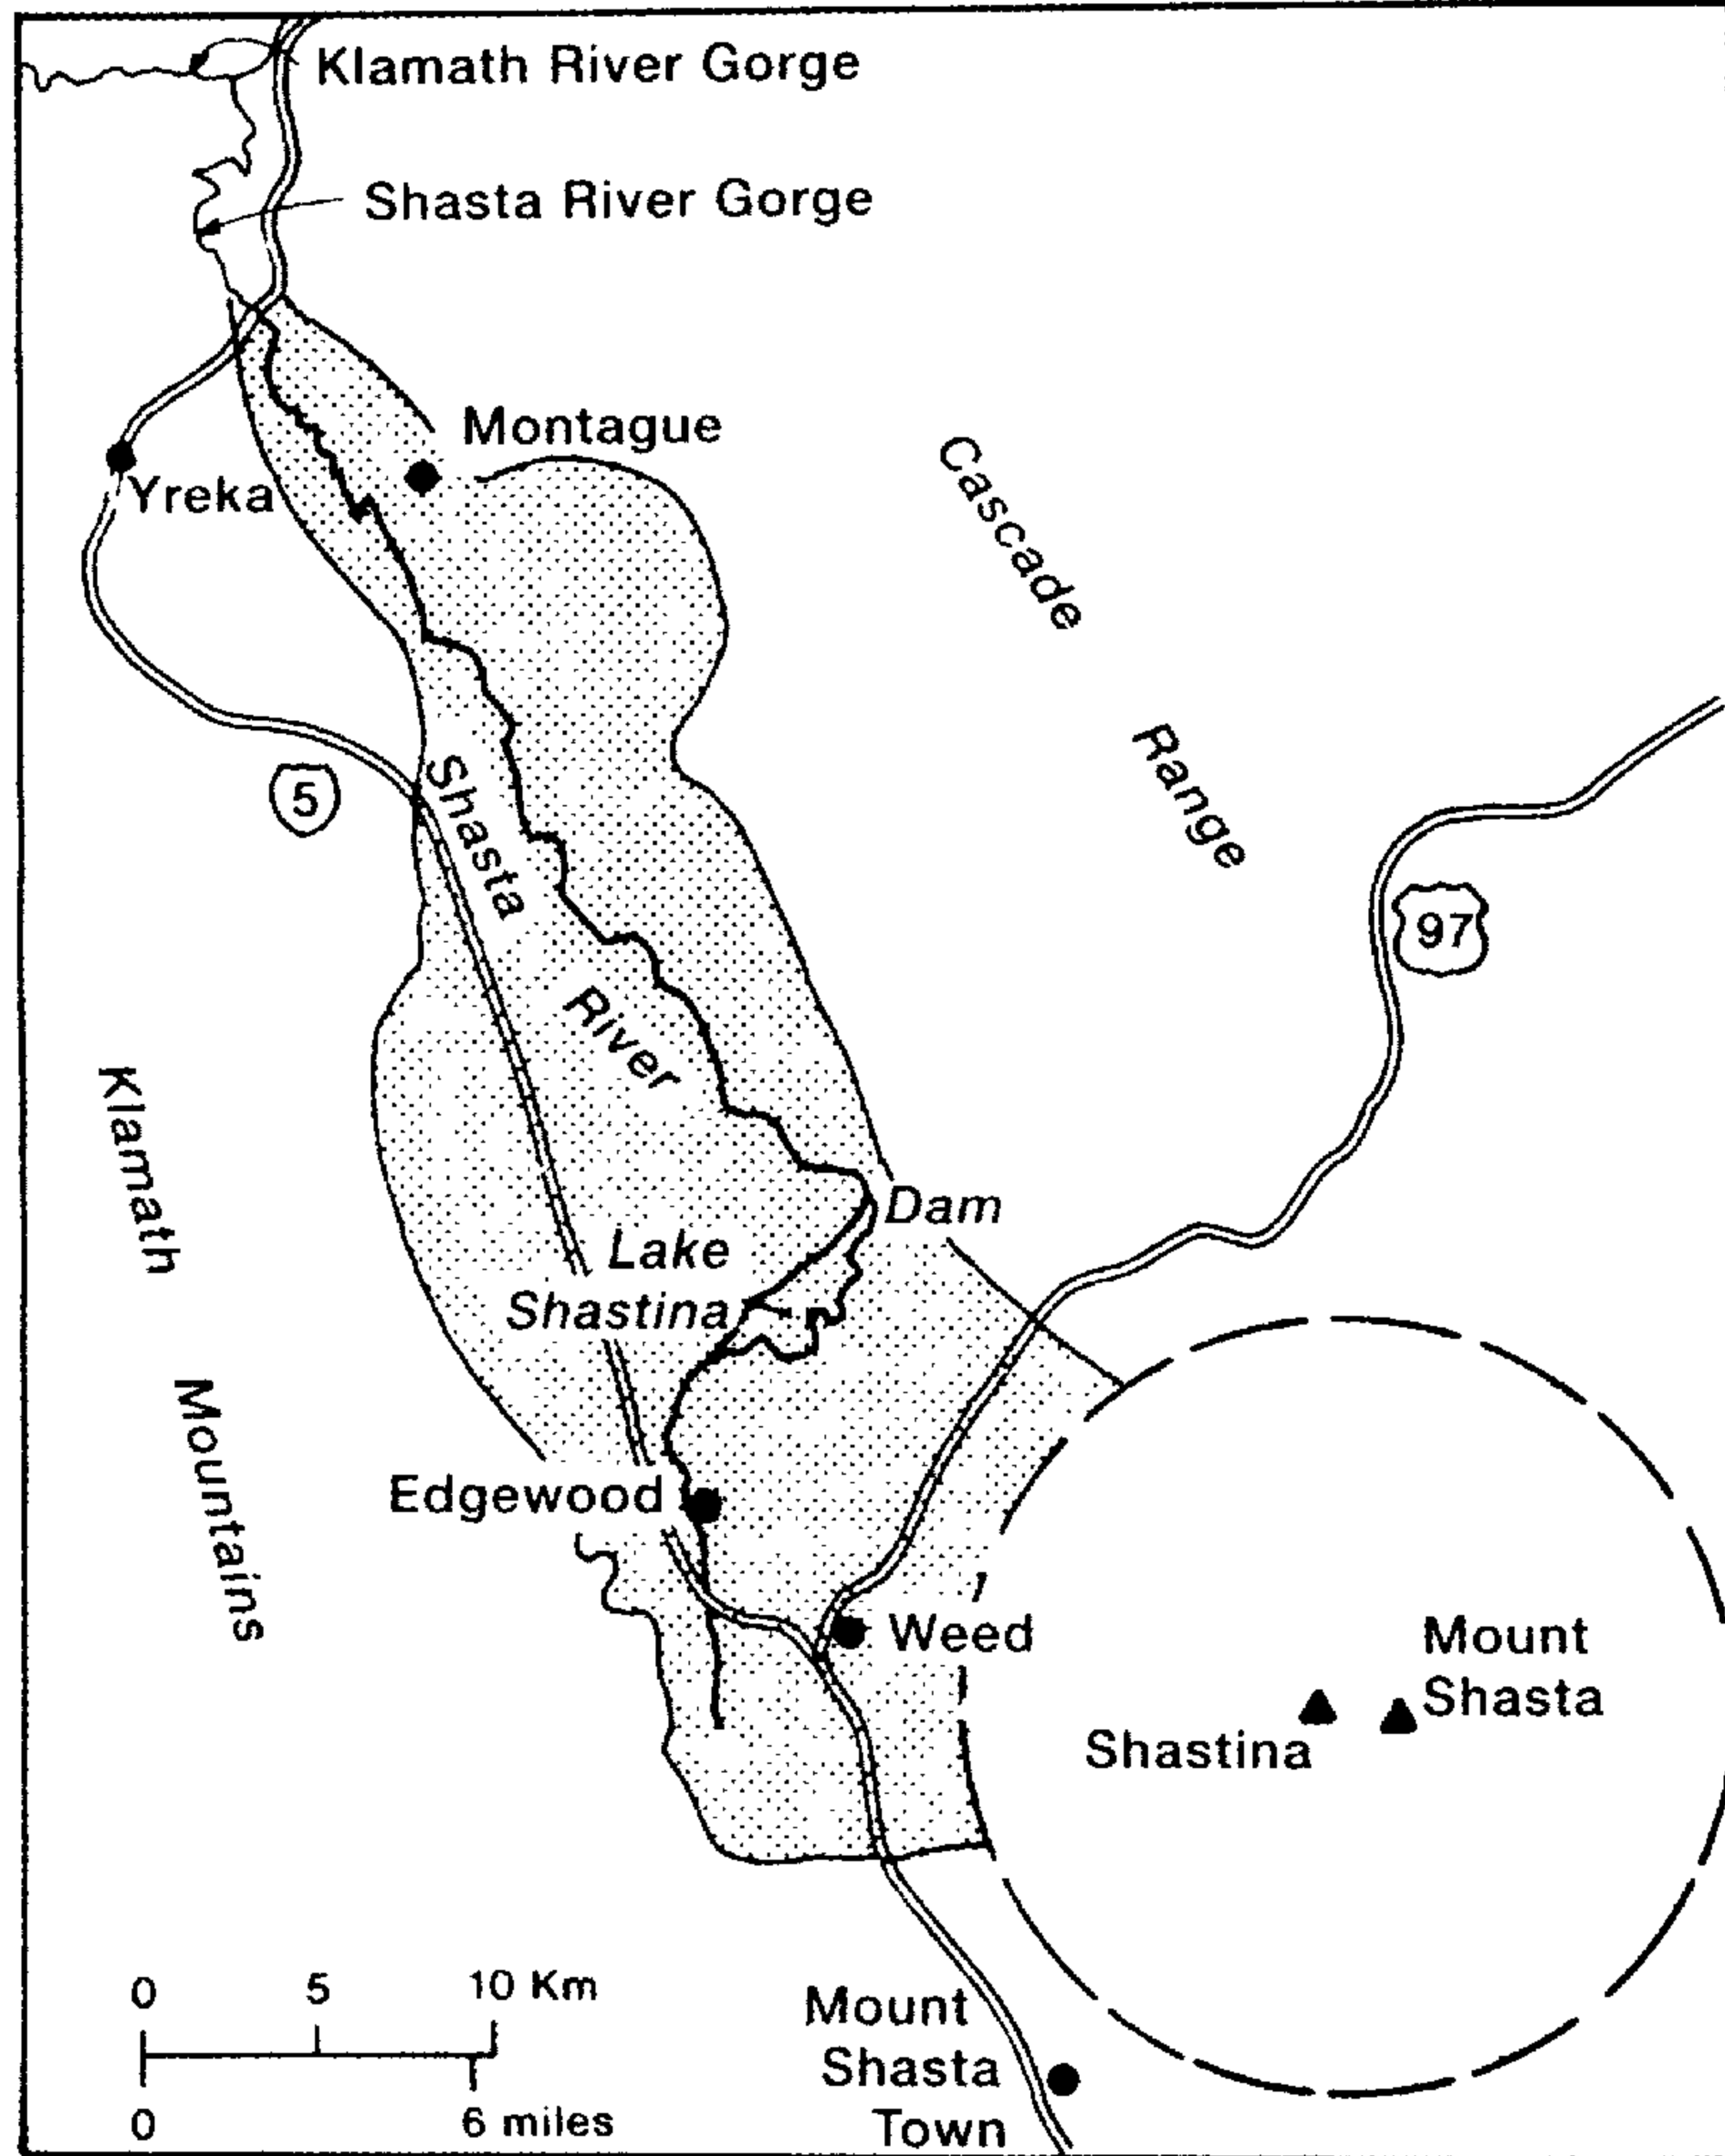 Klamath River Gorge
Shasta River Gorge
Montague
Yreka
Cascade
Range
5
Shasta
River
97
Klamath
Mountains
Dam
Lake
Shastina
Edgewood
Weed
Mount
Shasta
Shastina
0 5 10 Km
0 6 miles
Mount
Shasta
Town